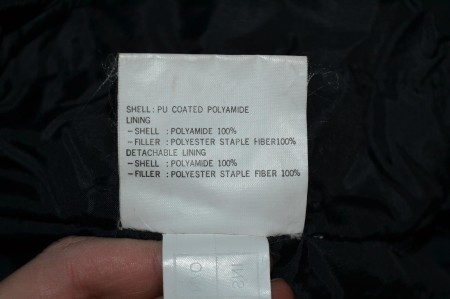 SHELL : PU COATED POLYAMIDE
LINING
- SHELL : POLYAMIDE 100%
- FILLER : POLYESTER STAPLE HIBER100%
DETACHABLE LINING
- SHELL : POLYAMIDE 100%
- FILLER : POLYESTER STAPLE FIBER 100%